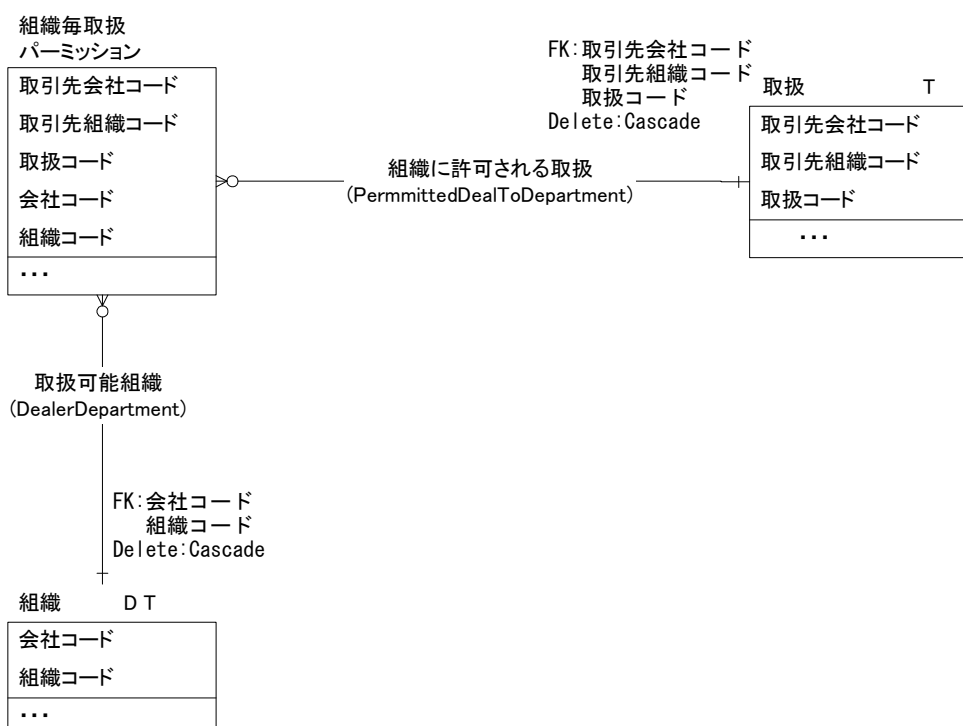 組織毎取扱
パーミッション
取引先会社コード
取引先組織コード
取扱コード
会社コード
組織コード
・・・
FK:取引先会社コード
取引先組織コード
取扱コード
Delete:Cascade
組織に許可される取扱
(PermmittedDealToDepartment)
取扱 T
取引先会社コード
取引先組織コード
取扱コード
・・・
取扱可能組織
(DealerDepartment)
FK:会社コード
組織コード
Delete:Cascade
組織 D T
会社コード
組織コード
・・・